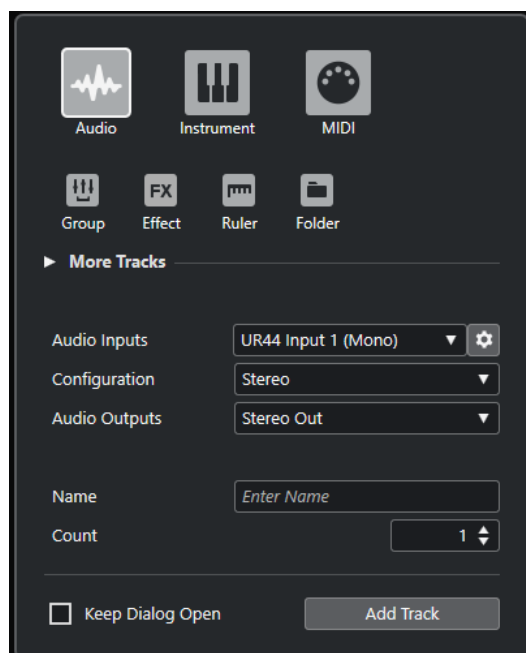 Audio Instrument MIDI
FX
Group Effect Ruler Folder
More Tracks
Audio Inputs UR44 Input 1 (Mono)
Configuration Stereo
Audio Outputs Stereo Out
Name Enter Name
Count 1
Keep Dialog Open Add Track